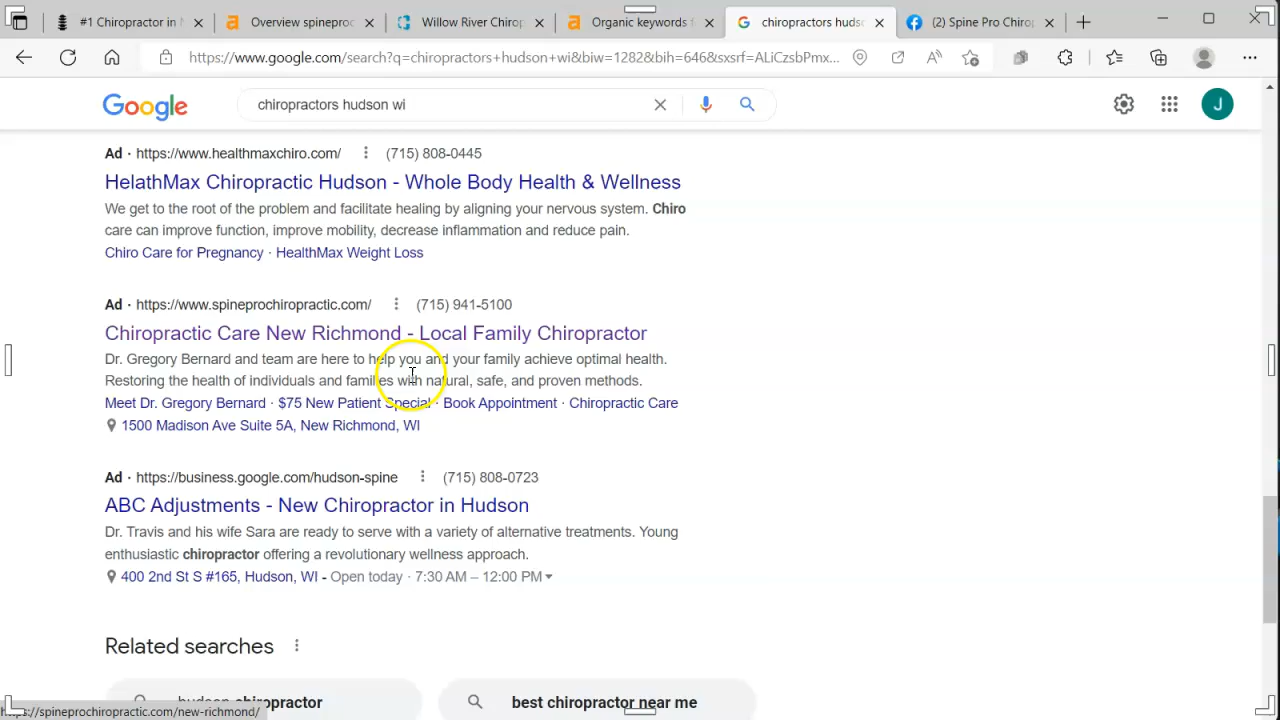 #1 Chiropractor in N
Overview spineproc
Willow River Chirop
Organic keywords f
chiropractors huds
(2) Spine Pro Chirop
https://www.google.com/search?q=chiropractors+hudson+wi&biw=1282&bih=646&sxsrf=ALiCzsbPmx...
Google
chiropractors hudson wi
J
Ad · https://www.healthmaxchiro.com/ (715) 808-0445
HelathMax Chiropractic Hudson - Whole Body Health & Wellness
We get to the root of the problem and facilitate healing by aligning your nervous system. Chiro
care can improve function, improve mobility, decrease inflammation and reduce pain.
Chiro Care for Pregnancy · HealthMax Weight Loss
Ad · https://www.spineprochiropractic.com/ (715) 941-5100
Chiropractic Care New Richmond - Local Family Chiropractor
Dr. Gregory Bernard and team are here to help you and your family achieve optimal health.
Restoring the health of individuals and families with natural, safe, and proven methods.
Meet Dr. Gregory Bernard · $75 New Patient Special · Book Appointment · Chiropractic Care
1500 Madison Ave Suite 5A, New Richmond, WI
Ad · https://business.google.com/hudson-spine (715) 808-0723
ABC Adjustments - New Chiropractor in Hudson
Dr. Travis and his wife Sara are ready to serve with a variety of alternative treatments. Young
enthusiastic chiropractor offering a revolutionary wellness approach.
400 2nd St S #165, Hudson, WI - Open today · 7:30 AM – 12:00 PM
Related searches
hudson chiropractor
best chiropractor near me
https://spineprochiropractic.com/new-richmond/